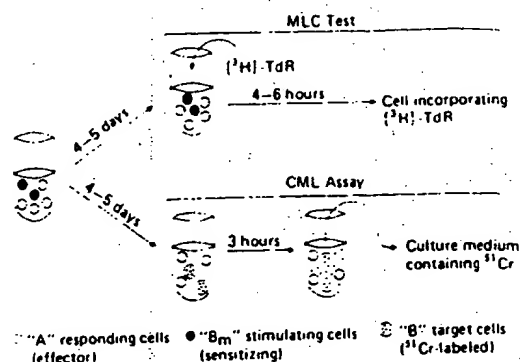 MLC Test
[³H]-TdR
4–5 days
4–6 hours
Cell incorporating
[³H]-TdR
CML Assay
4–5 days
3 hours
Culture medium
containing ⁵¹Cr
"A" responding cells
(effector)
"Bm" stimulating cells
(sensitizing)
"B" target cells
(⁵¹Cr-labeled)